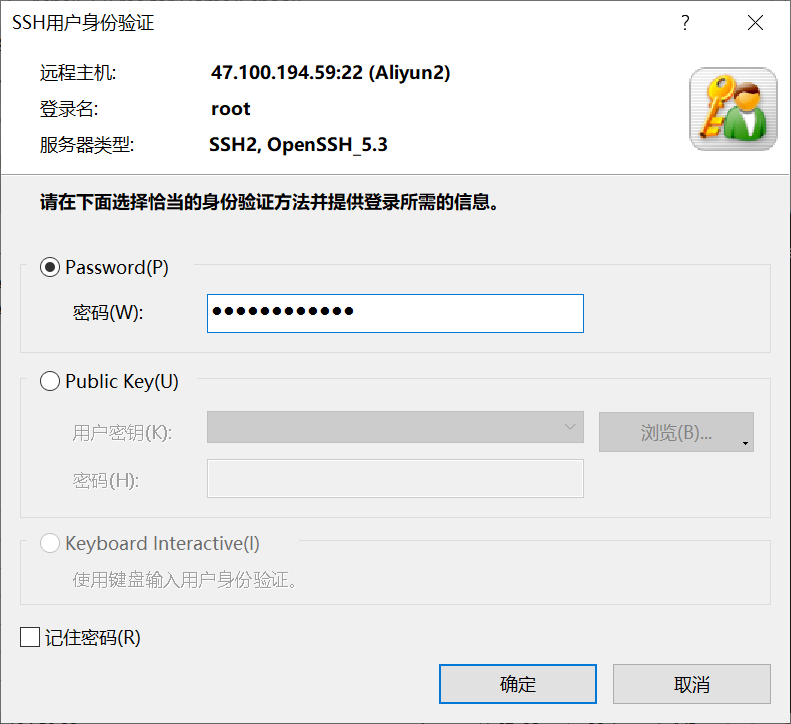 SSH用户身份验证
远程主机: 47.100.194.59:22 (Aliyun2)
登录名: root
服务器类型: SSH2, OpenSSH_5.3
请在下面选择恰当的身份验证方法并提供登录所需的信息。
Password(P)
密码(W): ●●●●●●●●●●●●
Public Key(U)
用户密钥(K): 浏览(B)...
密码(H):
Keyboard Interactive(I)
使用键盘输入用户身份验证。
记住密码(R)
确定 取消